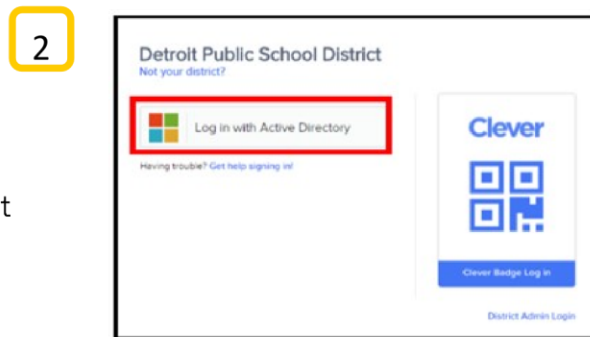 2
Detroit Public School District
Not your district?
Log in with Active Directory
Having trouble? Get help signing in!
t
Clever
Clever Badge Log in
District Admin Login